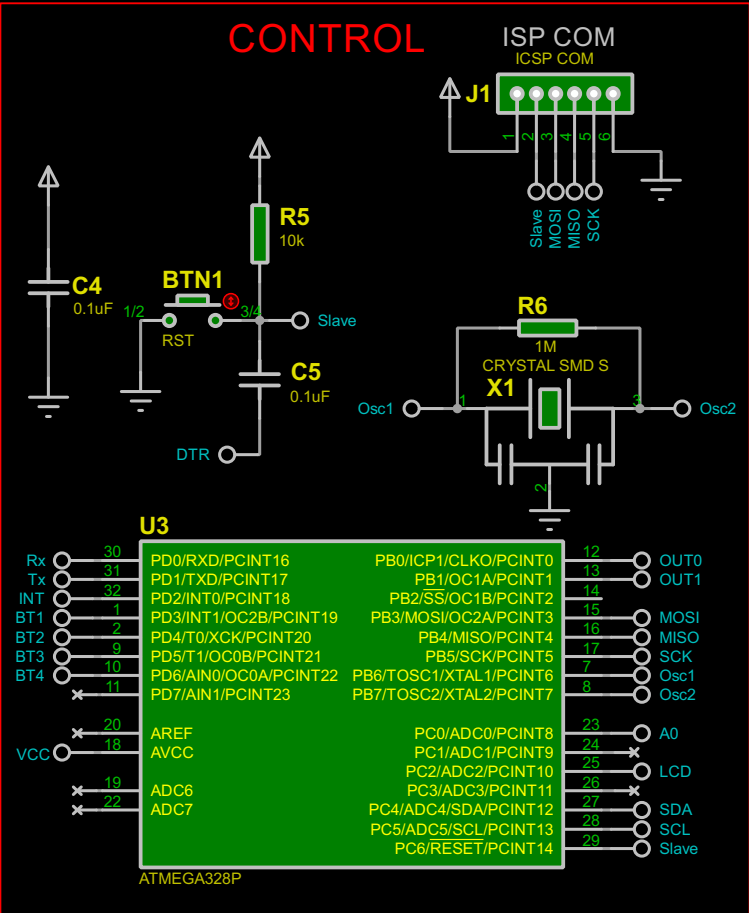 CONTROL
ISP COM
ICSP COM
J1
1 2 3 4 5 6
Slave MOSI MISO SCK
R5
10k
C4
0.1uF
BTN1
1/2 3/4
RST
Slave
C5
0.1uF
DTR
R6
1M
CRYSTAL SMD S
X1
Osc1 1 3 Osc2
2
U3
Rx 30 PD0/RXD/PCINT16 PB0/ICP1/CLKO/PCINT0 12 OUT0
Tx 31 PD1/TXD/PCINT17 PB1/OC1A/PCINT1 13 OUT1
INT 32 PD2/INT0/PCINT18 PB2/SS/OC1B/PCINT2 14
BT1 1 PD3/INT1/OC2B/PCINT19 PB3/MOSI/OC2A/PCINT3 15 MOSI
BT2 2 PD4/T0/XCK/PCINT20 PB4/MISO/PCINT4 16 MISO
BT3 9 PD5/T1/OC0B/PCINT21 PB5/SCK/PCINT5 17 SCK
BT4 10 PD6/AIN0/OC0A/PCINT22 PB6/TOSC1/XTAL1/PCINT6 7 Osc1
11 PD7/AIN1/PCINT23 PB7/TOSC2/XTAL2/PCINT7 8 Osc2
20 AREF PC0/ADC0/PCINT8 23 A0
VCC 18 AVCC PC1/ADC1/PCINT9 24
PC2/ADC2/PCINT10 25 LCD
19 ADC6 PC3/ADC3/PCINT11 26
22 ADC7 PC4/ADC4/SDA/PCINT12 27 SDA
PC5/ADC5/SCL/PCINT13 28 SCL
PC6/RESET/PCINT14 29 Slave
ATMEGA328P